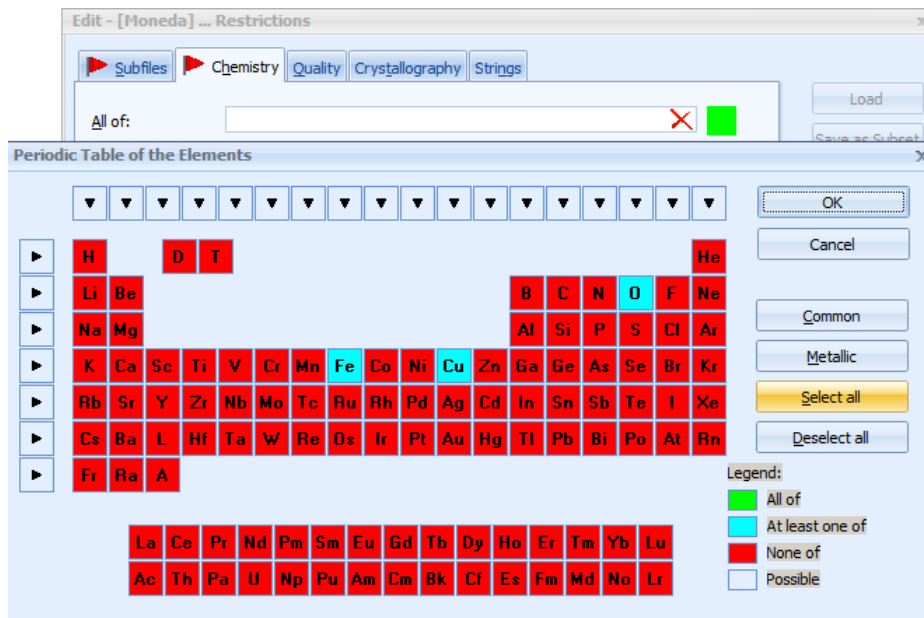 Edit - [Moneda] ... Restrictions
Subfiles Chemistry Quality Crystallography Strings
Load
All of:
Save as Subset
Periodic Table of the Elements
OK
Cancel
H D T He
Li Be B C N O F Ne
Na Mg Al Si P S Cl Ar
Common
K Ca Sc Ti V Cr Mn Fe Co Ni Cu Zn Ga Ge As Se Br Kr
Metallic
Rb Sr Y Zr Nb Mo Tc Ru Rh Pd Ag Cd In Sn Sb Te I Xe
Select all
Cs Ba L Hf Ta W Re Os Ir Pt Au Hg Tl Pb Bi Po At Rn
Deselect all
Fr Ra A
Legend:
All of
At least one of
None of
Possible
La Ce Pr Nd Pm Sm Eu Gd Tb Dy Ho Er Tm Yb Lu
Ac Th Pa U Np Pu Am Cm Bk Cf Es Fm Md No Lr